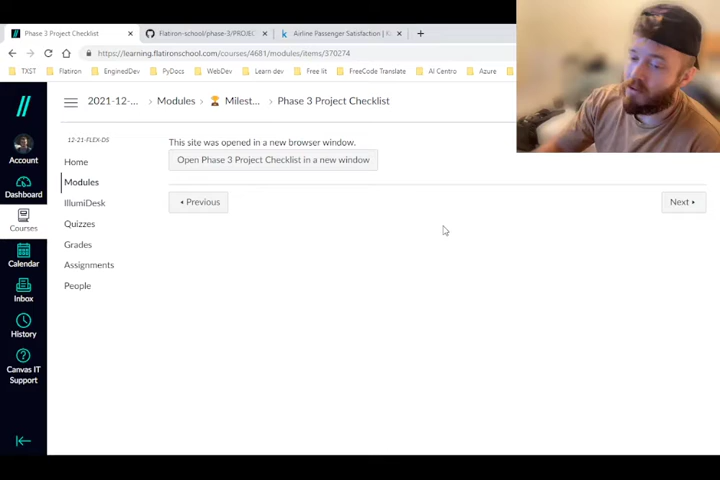 Phase 3 Project Checklist
Flatiron-school/phase-3/PROJEC
Airline Passenger Satisfaction | K
https://learning.flatironschool.com/courses/4681/modules/items/370274
TXST
Flatiron
EnginedDev
PyDocs
WebDev
Learn dev
Free lit
FreeCode Translate
AI Centro
Azure
2021-12-... › Modules › Milest... › Phase 3 Project Checklist
12-21-FLEX-DS
Account
Dashboard
Courses
Calendar
Inbox
History
Canvas IT
Support
Home
Modules
IllumiDesk
Quizzes
Grades
Assignments
People
This site was opened in a new browser window.
Open Phase 3 Project Checklist in a new window
Previous
Next